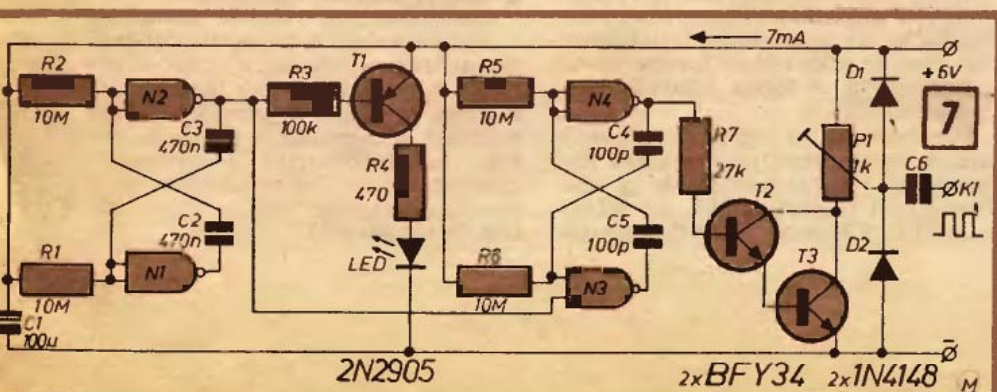 7mA
R2
10M
N2
C3
470n
R3
100k
T1
R4
470
LED
R5
10M
N4
C4
100p
R7
27k
D1
+6V
7
P1
1k
C6
K1
R1
10M
N1
C2
470n
C1
100µ
R6
10M
N3
C5
100p
T2
T3
D2
2N2905
2xBFY34
2x1N4148
M